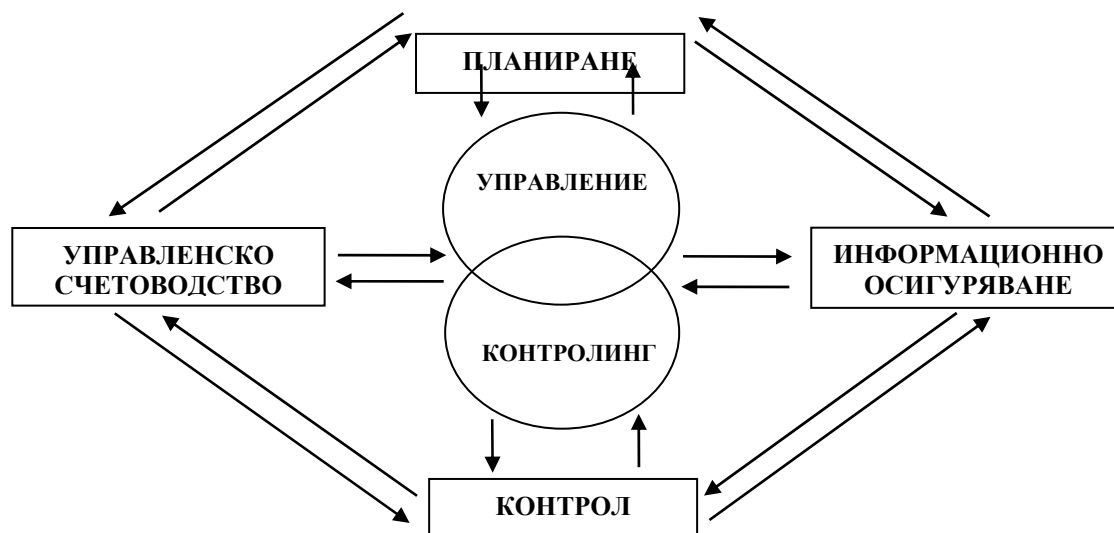 ПЛАНИРАНЕ
УПРАВЛЕНИЕ
УПРАВЛЕНСКО
СЧЕТОВОДСТВО
ИНФОРМАЦИОННО
ОСИГУРЯВАНЕ
КОНТРОЛИНГ
КОНТРОЛ